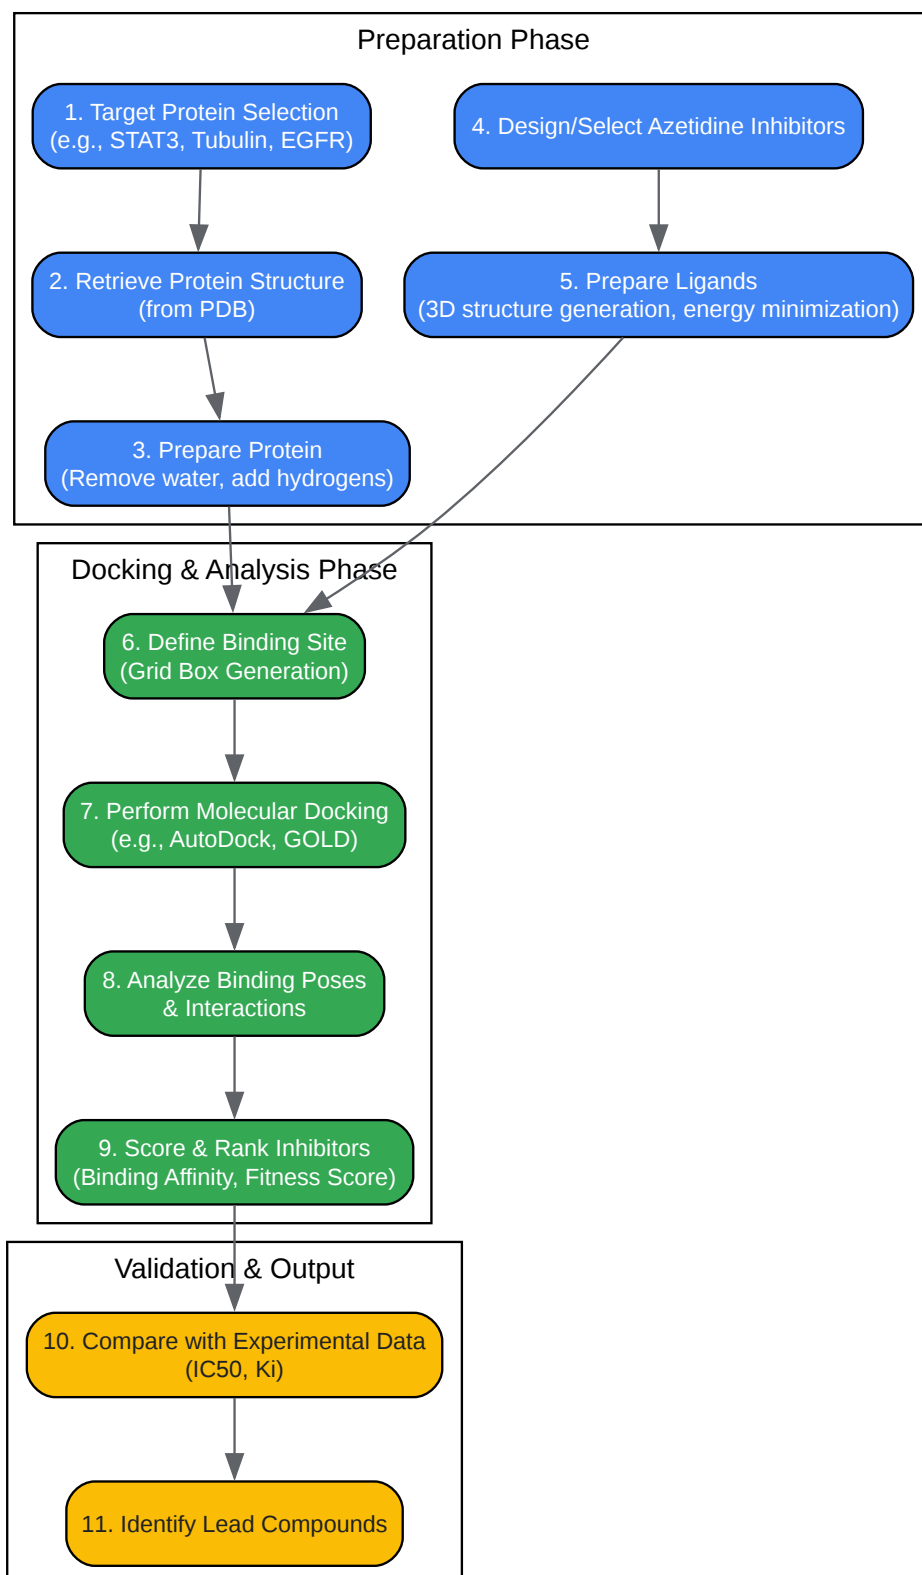 Preparation Phase
1. Target Protein Selection
(e.g., STAT3, Tubulin, EGFR)
4. Design/Select Azetidine Inhibitors
2. Retrieve Protein Structure
(from PDB)
5. Prepare Ligands
(3D structure generation, energy minimization)
3. Prepare Protein
(Remove water, add hydrogens)
Docking & Analysis Phase
6. Define Binding Site
(Grid Box Generation)
7. Perform Molecular Docking
(e.g., AutoDock, GOLD)
8. Analyze Binding Poses
& Interactions
9. Score & Rank Inhibitors
(Binding Affinity, Fitness Score)
Validation & Output
10. Compare with Experimental Data
(IC50, Ki)
11. Identify Lead Compounds